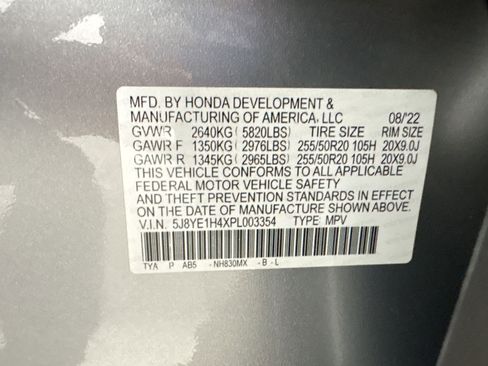 MFD. BY HONDA DEVELOPMENT &
MANUFACTURING OF AMERICA, LLC 08/'22
GVWR 2640KG( 5820LBS) TIRE SIZE RIM SIZE
GAWR F 1350KG( 2976LBS) 255/50R20 105H 20X9.0J
GAWR R 1345KG( 2965LBS) 255/50R20 105H 20X9.0J
THIS VEHICLE CONFORMS TO ALL APPLICABLE
FEDERAL MOTOR VEHICLE SAFETY
AND THEFT PREVENTION STANDARDS IN EFFECT
ON THE DATE OF MANUFACTURE SHOWN ABOVE.
V.I.N. 5J8YE1H4XPL003354 TYPE: MPV
TYA P AB5 -NH830MX -B-L